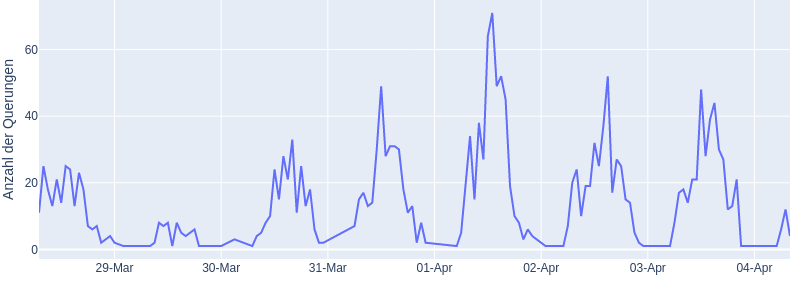 Anzahl der Querungen
60
40
20
0
29-Mar
30-Mar
31-Mar
01-Apr
02-Apr
03-Apr
04-Apr